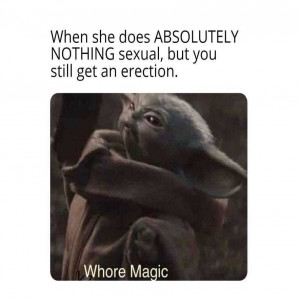 When she does ABSOLUTELY
NOTHING sexual, but you
still get an erection.
Whore Magic